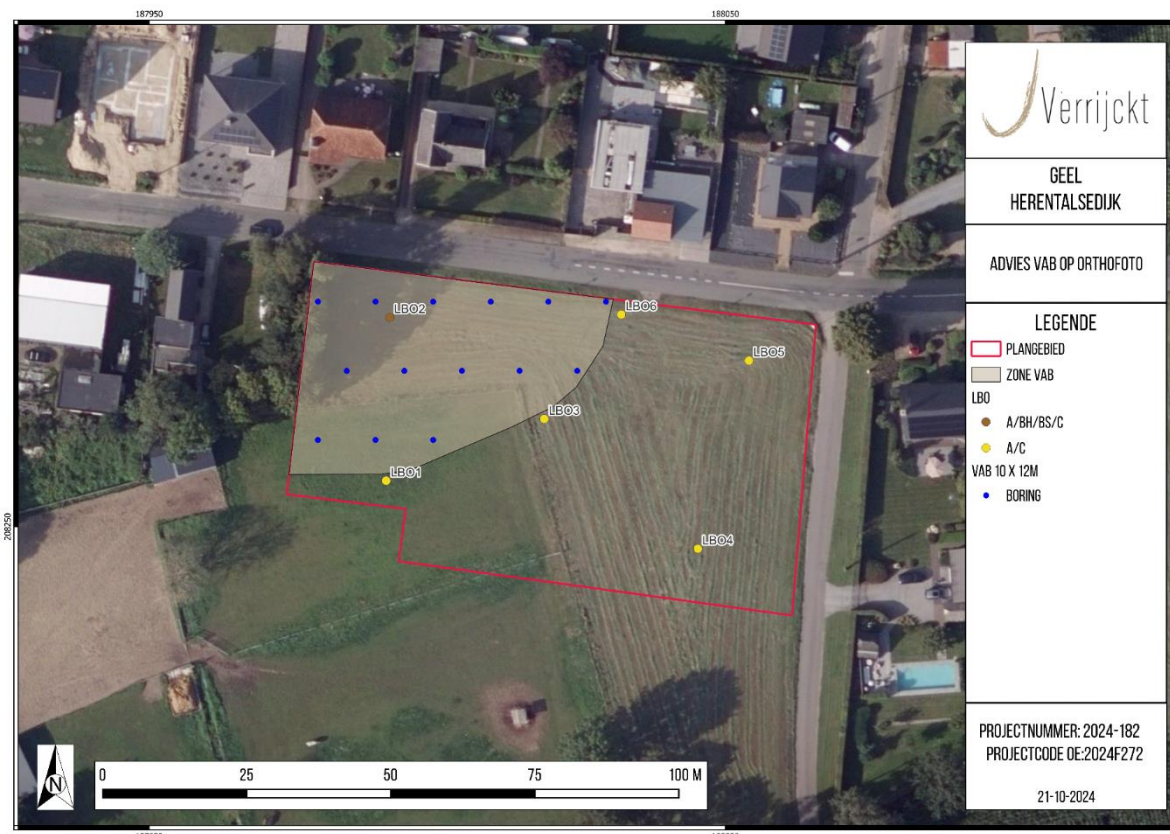 187950
188050
Verrijckt
GEEL
HERENTALSEDIJK
ADVIES VAB OP ORTHOFOTO
LEGENDE
PLANGEBIED
ZONE VAB
LBO
A/BH/BS/C
A/C
VAB 10 X 12M
BORING
PROJECTNUMMER: 2024-182
PROJECTCODE OE:2024F272
21-10-2024
LBO2
LBO6
LBO5
LBO3
LBO1
LBO4
208250
0 25 50 75 100 M
N